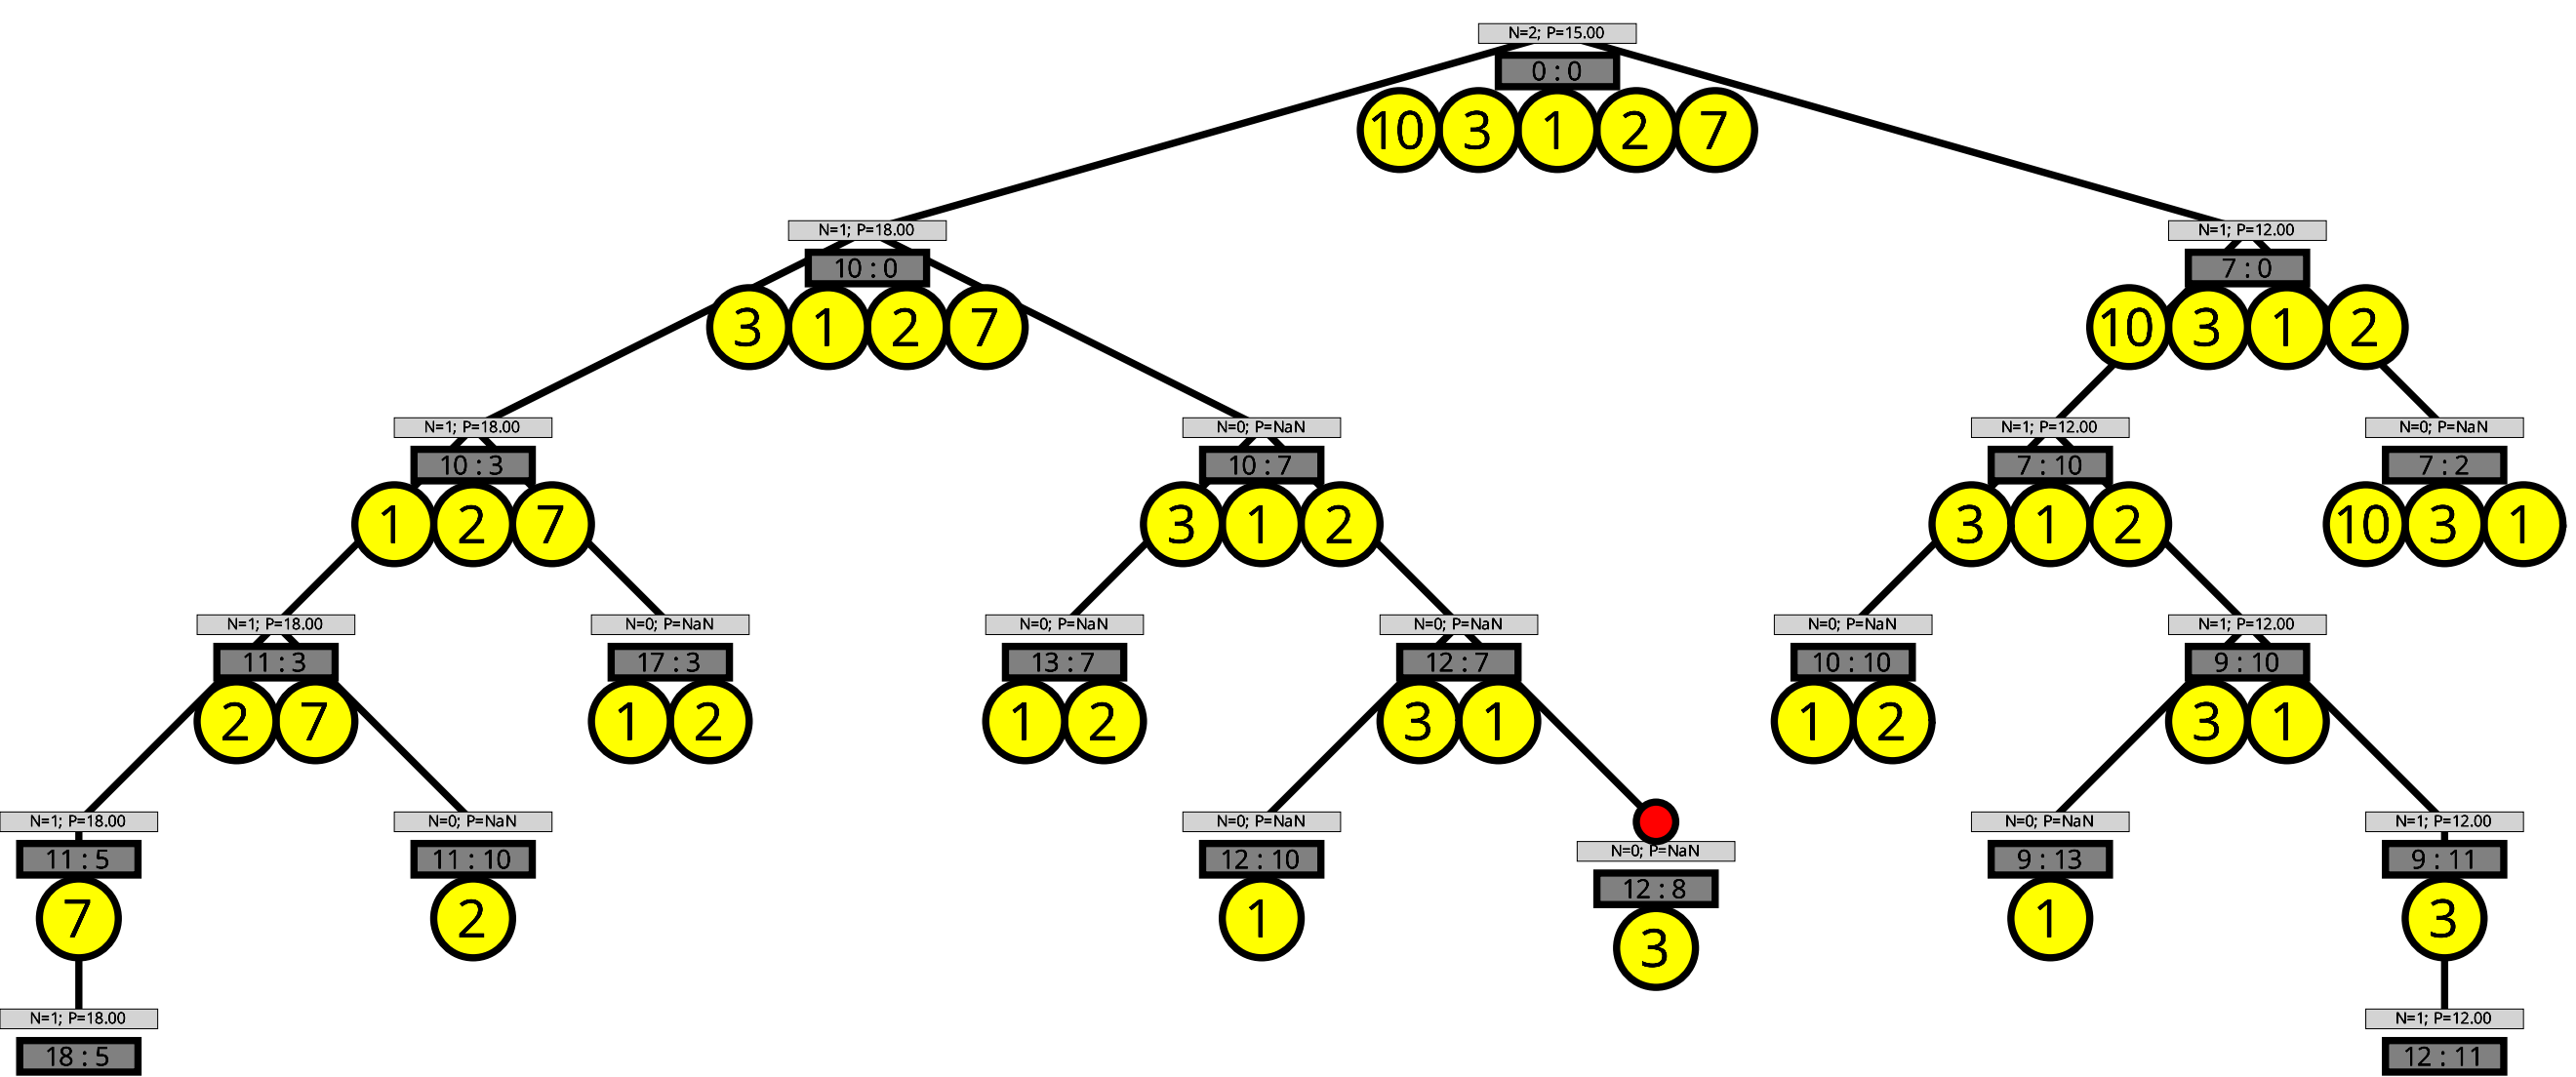 N=2; P=15.00
0 : 0
10 3 1 2 7
N=1; P=18.00 N=1; P=12.00
10 : 0 7 : 0
3 1 2 7 10 3 1 2
N=1; P=18.00 N=0; P=NaN N=1; P=12.00 N=0; P=NaN
10 : 3 10 : 7 7 : 10 7 : 2
1 2 7 3 1 2 3 1 2 10 3 1
N=1; P=18.00 N=0; P=NaN N=0; P=NaN N=0; P=NaN N=0; P=NaN N=1; P=12.00
11 : 3 17 : 3 13 : 7 12 : 7 10 : 10 9 : 10
2 7 1 2 1 2 3 1 1 2 3 1
N=1; P=18.00 N=0; P=NaN N=0; P=NaN N=0; P=NaN N=0; P=NaN N=1; P=12.00
11 : 5 11 : 10 12 : 10 12 : 8 9 : 13 9 : 11
7 2 1 3 1 3
N=1; P=18.00 N=1; P=12.00
18 : 5 12 : 11